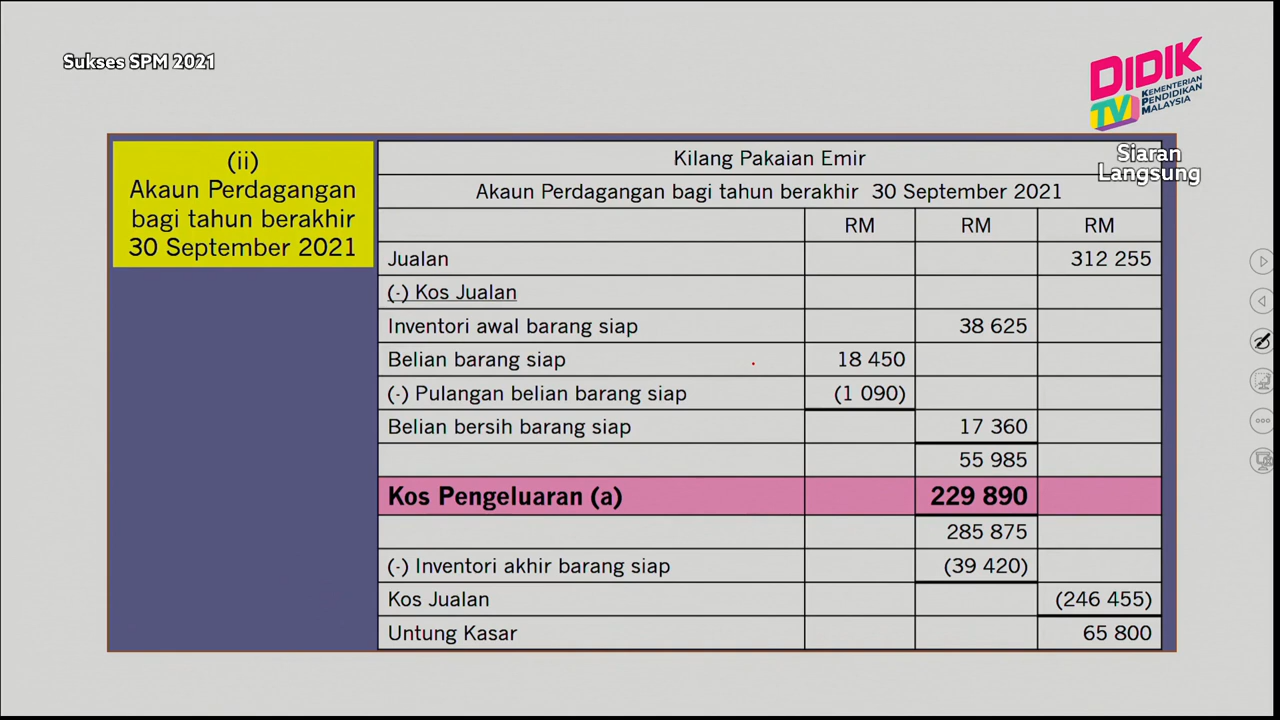 Sukses SPM 2021
DIDIK
TV
KEMENTERIAN
PENDIDIKAN
MALAYSIA
Siaran
Langsung
(ii)
Akaun Perdagangan
bagi tahun berakhir
30 September 2021
Kilang Pakaian Emir
Akaun Perdagangan bagi tahun berakhir 30 September 2021
RM RM RM
Jualan 312 255
(-) Kos Jualan
Inventori awal barang siap 38 625
Belian barang siap 18 450
(-) Pulangan belian barang siap (1 090)
Belian bersih barang siap 17 360
55 985
Kos Pengeluaran (a) 229 890
285 875
(-) Inventori akhir barang siap (39 420)
Kos Jualan (246 455)
Untung Kasar 65 800